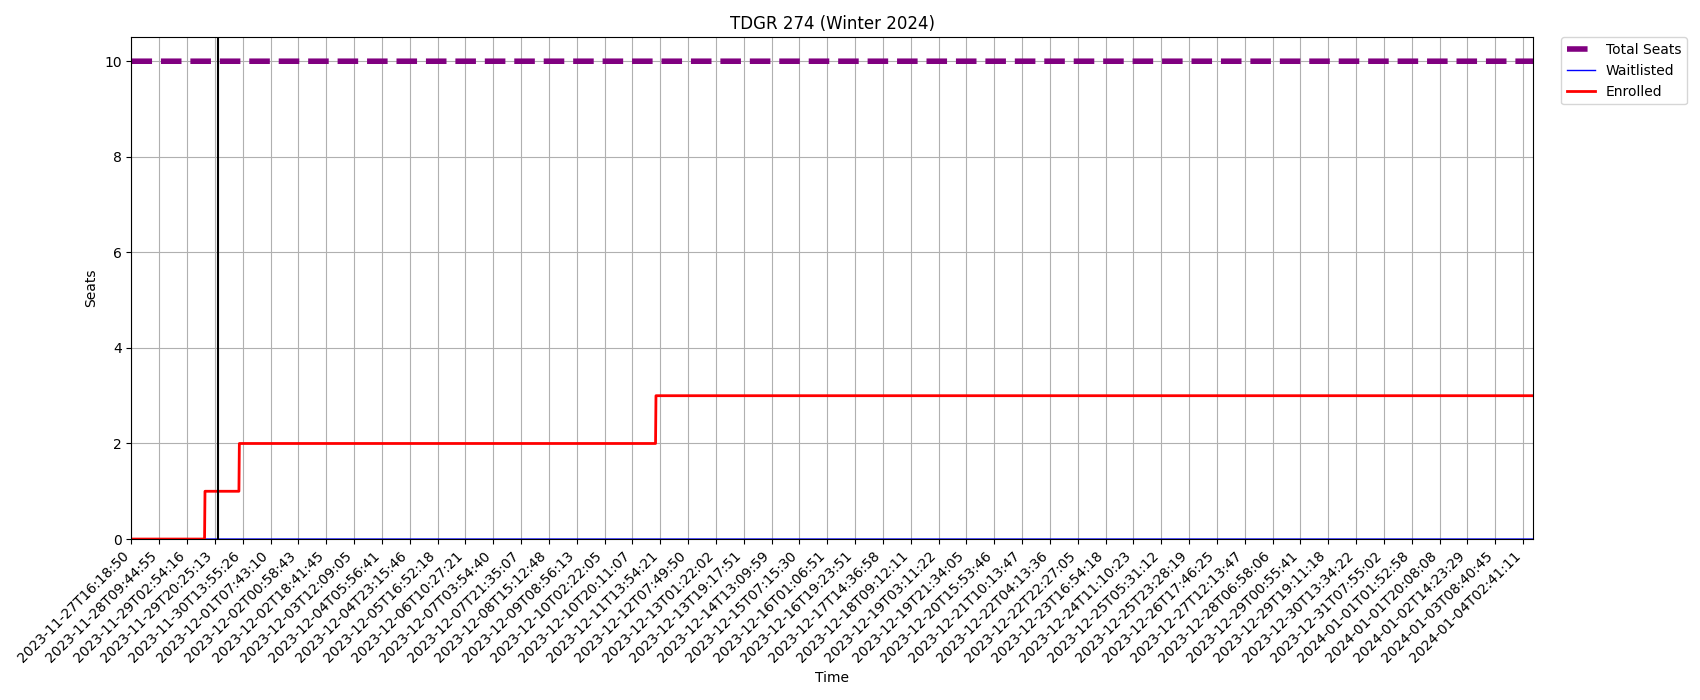 TDGR 274 (Winter 2024)
Total Seats
Waitlisted
Enrolled
10
8
6
4
2
0
Seats
2023-11-27T16:18:50
2023-11-28T09:44:55
2023-11-29T02:54:16
2023-11-29T20:25:13
2023-11-30T13:55:26
2023-12-01T07:43:10
2023-12-02T00:58:43
2023-12-02T18:41:45
2023-12-03T12:09:05
2023-12-04T05:56:41
2023-12-04T23:15:46
2023-12-05T16:52:18
2023-12-06T10:27:21
2023-12-07T03:54:40
2023-12-07T21:35:07
2023-12-08T15:12:48
2023-12-09T08:56:13
2023-12-10T02:22:05
2023-12-10T20:11:07
2023-12-11T13:54:21
2023-12-12T07:49:50
2023-12-13T01:22:02
2023-12-13T19:17:51
2023-12-14T13:09:59
2023-12-15T07:15:30
2023-12-16T01:06:51
2023-12-16T19:23:51
2023-12-17T14:36:58
2023-12-18T09:12:11
2023-12-19T03:11:22
2023-12-19T21:34:05
2023-12-20T15:53:46
2023-12-21T10:13:47
2023-12-22T04:13:36
2023-12-22T22:27:05
2023-12-23T16:54:18
2023-12-24T11:10:23
2023-12-25T05:31:12
2023-12-25T23:28:19
2023-12-26T17:46:25
2023-12-27T12:13:47
2023-12-28T06:58:06
2023-12-29T00:55:41
2023-12-29T19:11:18
2023-12-30T13:34:22
2023-12-31T07:55:02
2024-01-01T01:52:58
2024-01-01T20:08:08
2024-01-02T14:23:29
2024-01-03T08:40:45
2024-01-04T02:41:11
Time